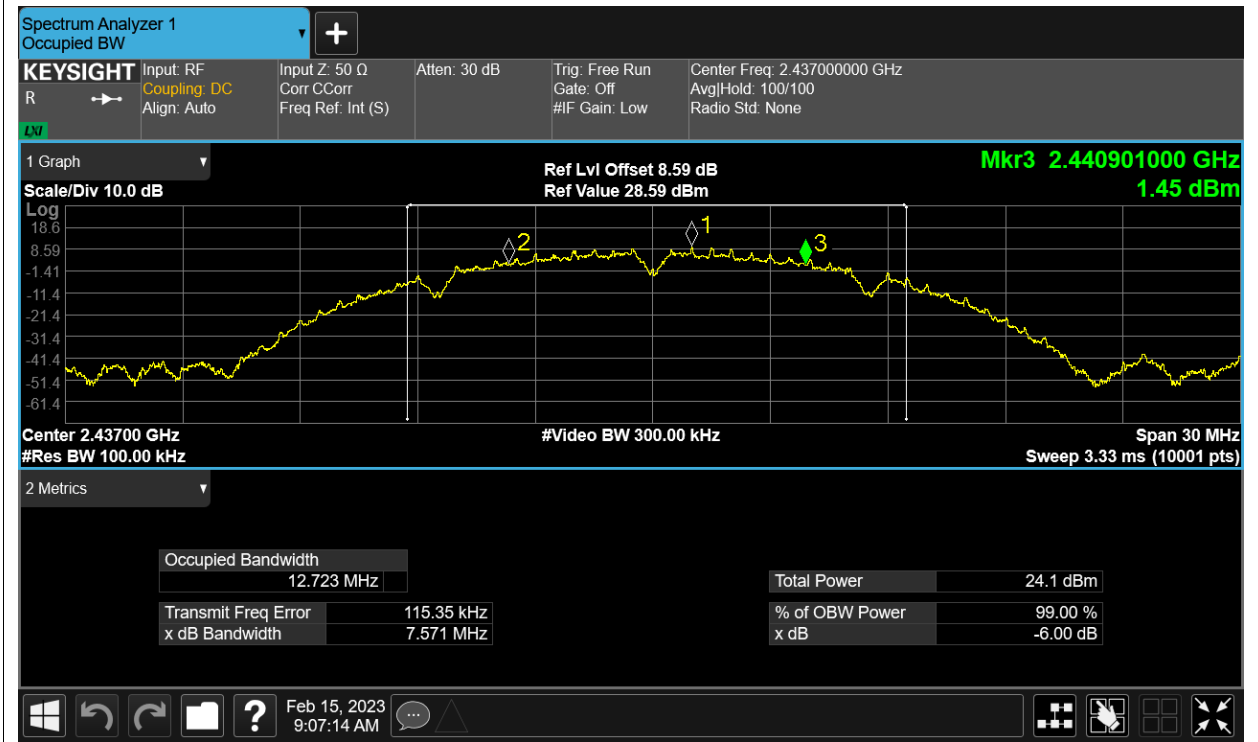 Spectrum Analyzer 1
Occupied BW
KEYSIGHT
R
LXI
Input: RF
Coupling: DC
Align: Auto
Input Z: 50 Ω
Corr CCorr
Freq Ref: Int (S)
Atten: 30 dB
Trig: Free Run
Gate: Off
#IF Gain: Low
Center Freq: 2.437000000 GHz
Avg|Hold: 100/100
Radio Std: None
1 Graph
Scale/Div 10.0 dB
Ref Lvl Offset 8.59 dB
Ref Value 28.59 dBm
Mkr3 2.440901000 GHz
1.45 dBm
Log
18.6
8.59
-1.41
-11.4
-21.4
-31.4
-41.4
-51.4
-61.4
2
1
3
Center 2.43700 GHz
#Video BW 300.00 kHz
Span 30 MHz
#Res BW 100.00 kHz
Sweep 3.33 ms (10001 pts)
2 Metrics
Occupied Bandwidth
12.723 MHz
Transmit Freq Error 115.35 kHz
x dB Bandwidth 7.571 MHz
Total Power 24.1 dBm
% of OBW Power 99.00 %
x dB -6.00 dB
?
Feb 15, 2023
9:07:14 AM